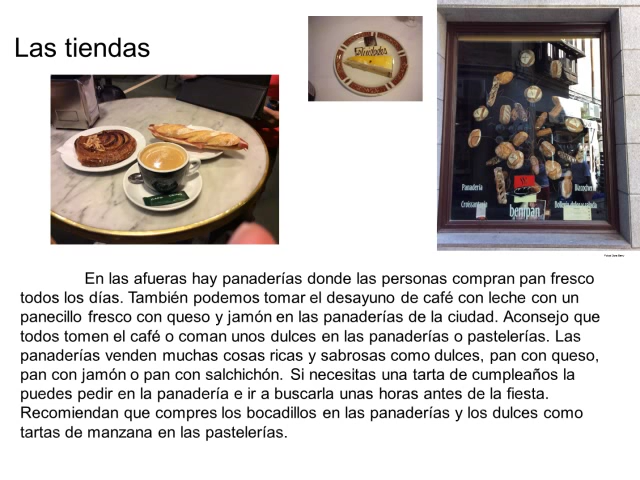 Las tiendas
Panadería
Croissantería
benipan
En las afueras hay panaderías donde las personas compran pan fresco
todos los días. También podemos tomar el desayuno de café con leche con un
panecillo fresco con queso y jamón en las panaderías de la ciudad. Aconsejo que
todos tomen el café o coman unos dulces en las panaderías o pastelerías. Las
panaderías venden muchas cosas ricas y sabrosas como dulces, pan con queso,
pan con jamón o pan con salchichón. Si necesitas una tarta de cumpleaños la
puedes pedir en la panadería e ir a buscarla unas horas antes de la fiesta.
Recomiendan que compres los bocadillos en las panaderías y los dulces como
tartas de manzana en las pastelerías.